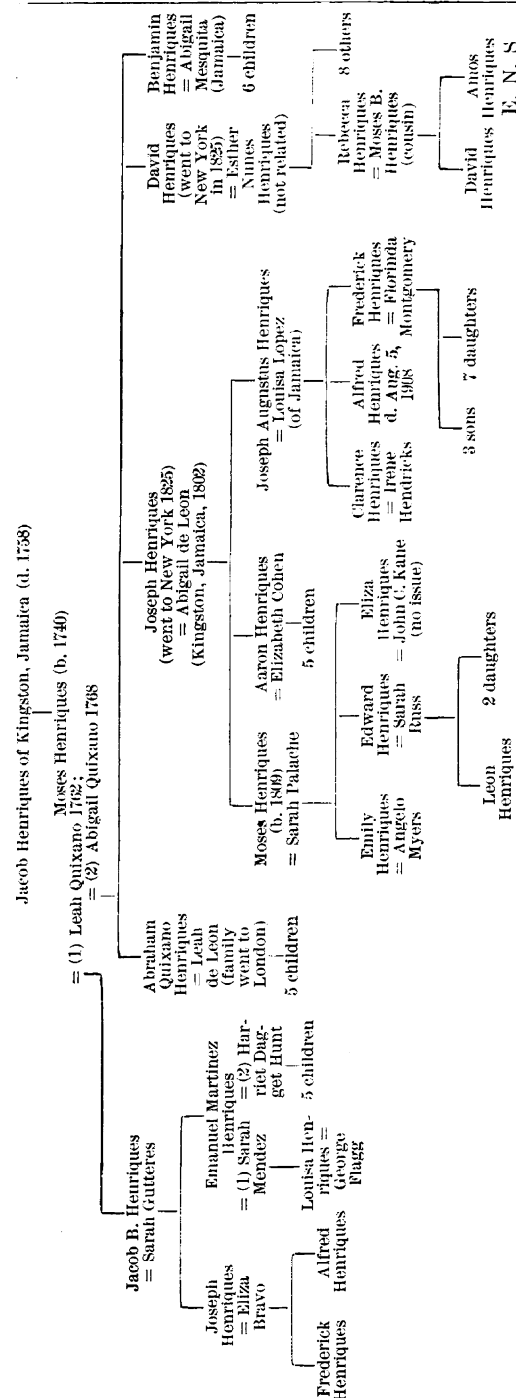 Jacob Henriques of Kingston, Jamaica (d. 1758)
Moses Henriques (b. 1740)
= (1) Leah Quixano 1762;
= (2) Abigail Quixano 1768
Jacob B. Henriques
= Sarah Gutteres
Abraham
Quixano
Henriques
= Leah
de Leon
(family
went to
London)
5 children
Joseph Henriques
(went to New York 1825)
= Abigail de Leon
(Kingston, Jamaica, 1802)
David
Henriques
(went to
New York
in 1825)
= Esther
Nunes
Henriques
(not related)
Benjamin
Henriques
= Abigail
Mesquita
(Jamaica)
6 children
Joseph
Henriques
= Eliza
Bravo
Emanuel Martinez
Henriques
= (1) Sarah
Mendez
= (2) Har-
riet Dag-
get Hunt
5 children
Louisa Hen-
riques =
George
Flagg
Frederick
Henriques
Alfred
Henriques
Moses Henriques
(b. 1809)
= Sarah Palache
Aaron Henriques
= Elizabeth Cohen
5 children
Joseph Augustus Henriques
= Louisa Lopez
(of Jamaica)
Rebecca
Henriques
= Moses B.
Henriques
(cousin)
8 others
Emily
Henriques
= Angelo
Myers
Edward
Henriques
= Sarah
Russ
Eliza
Henriques
= John C. Kane
(no issue)
Clarence
Henriques
= Irene
Hendricks
Alfred
Henriques
d. Aug. 5,
1908
Frederick
Henriques
= Florinda
Montgomery
David
Henriques
Amos
Henriques
Leon
Henriques
2 daughters
3 sons
7 daughters
E. N. S.